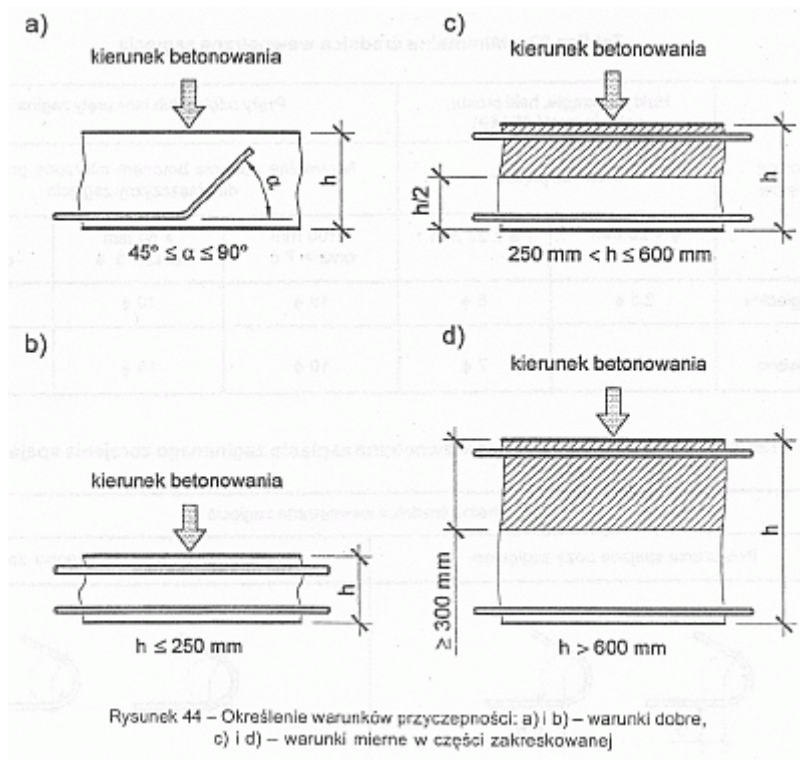 a)
kierunek betonowania
α
h
45° ≤ α ≤ 90°
b)
kierunek betonowania
h
h ≤ 250 mm
c)
kierunek betonowania
h/2
h
250 mm < h ≤ 600 mm
d)
kierunek betonowania
≥ 300 mm
h
h > 600 mm
Rysunek 44 – Określenie warunków przyczepności: a) i b) – warunki dobre,
c) i d) – warunki mierne w części zakreskowanej